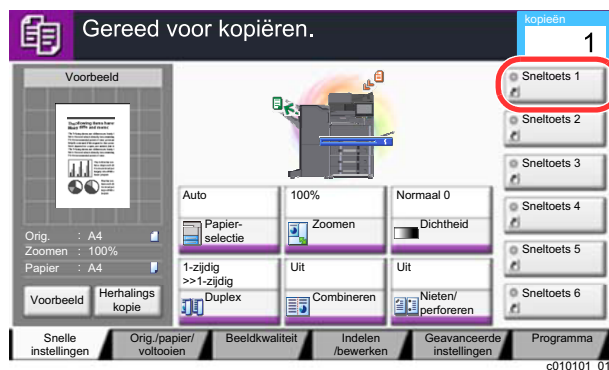 Gereed voor kopiëren.
kopieën
1
Voorbeeld
Orig. : A4
Zoomen : 100%
Papier : A4
Voorbeeld
Herhalings
kopie
Auto
Papier-
selectie
100%
Zoomen
Normaal 0
Dichtheid
1-zijdig
>>1-zijdig
Duplex
Uit
Combineren
Uit
Nieten/
perforeren
Sneltoets 1
Sneltoets 2
Sneltoets 3
Sneltoets 4
Sneltoets 5
Sneltoets 6
Snelle
instellingen
Orig./papier/
voltooien
Beeldkwaliteit
Indelen
/bewerken
Geavanceerde
instellingen
Programma
c010101_01